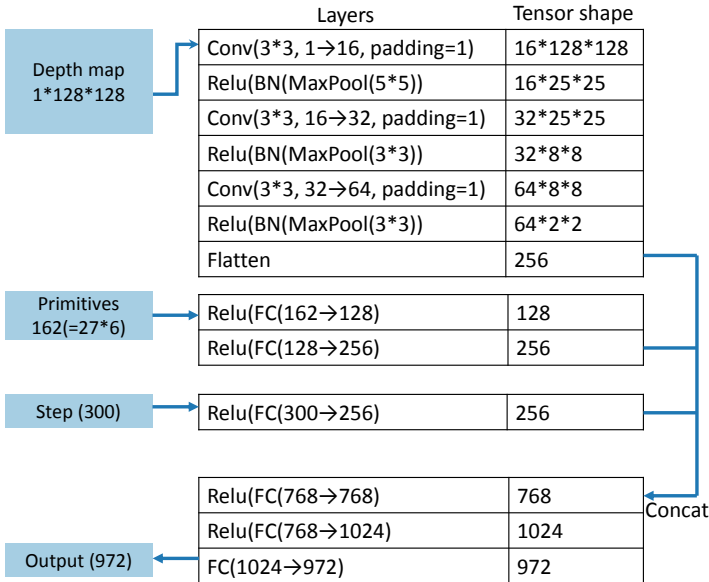 Layers Tensor shape
Depth map
1*128*128
Conv(3*3, 1→16, padding=1) 16*128*128
Relu(BN(MaxPool(5*5)) 16*25*25
Conv(3*3, 16→32, padding=1) 32*25*25
Relu(BN(MaxPool(3*3)) 32*8*8
Conv(3*3, 32→64, padding=1) 64*8*8
Relu(BN(MaxPool(3*3)) 64*2*2
Flatten 256
Primitives
162(=27*6)
Relu(FC(162→128) 128
Relu(FC(128→256) 256
Step (300)
Relu(FC(300→256) 256
Relu(FC(768→768) 768
Concat
Relu(FC(768→1024) 1024
Output (972)
FC(1024→972) 972